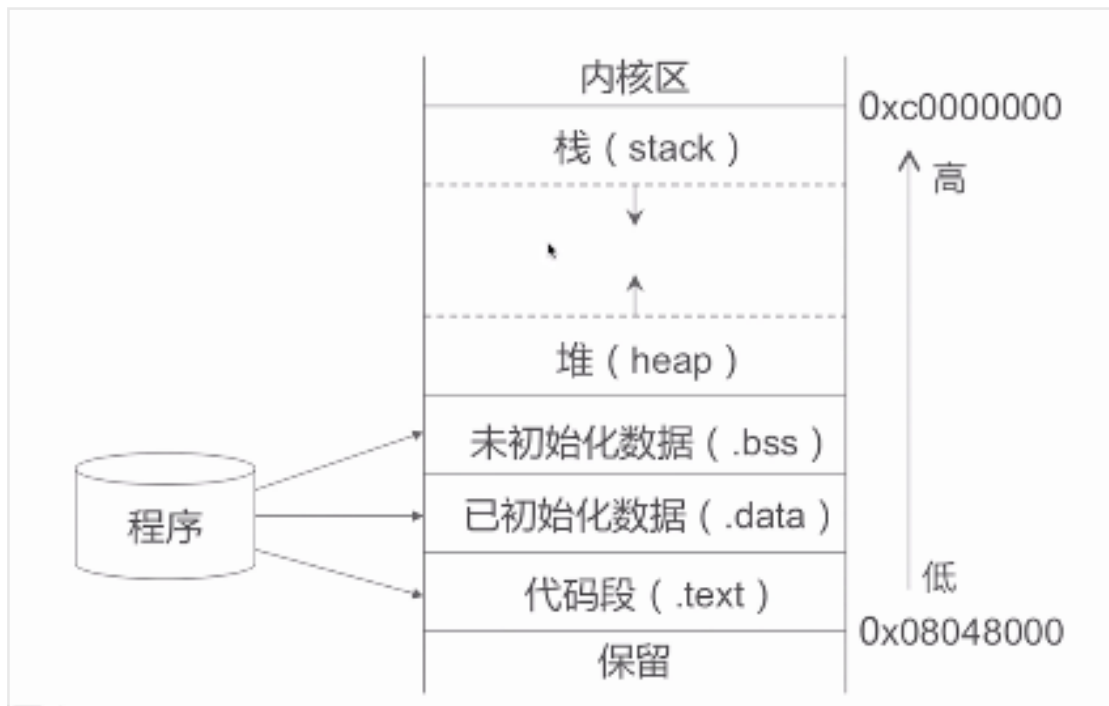 内核区
0xc0000000
栈（stack）
高
堆（heap）
未初始化数据（.bss）
程序
已初始化数据（.data）
低
代码段（.text）
0x08048000
保留